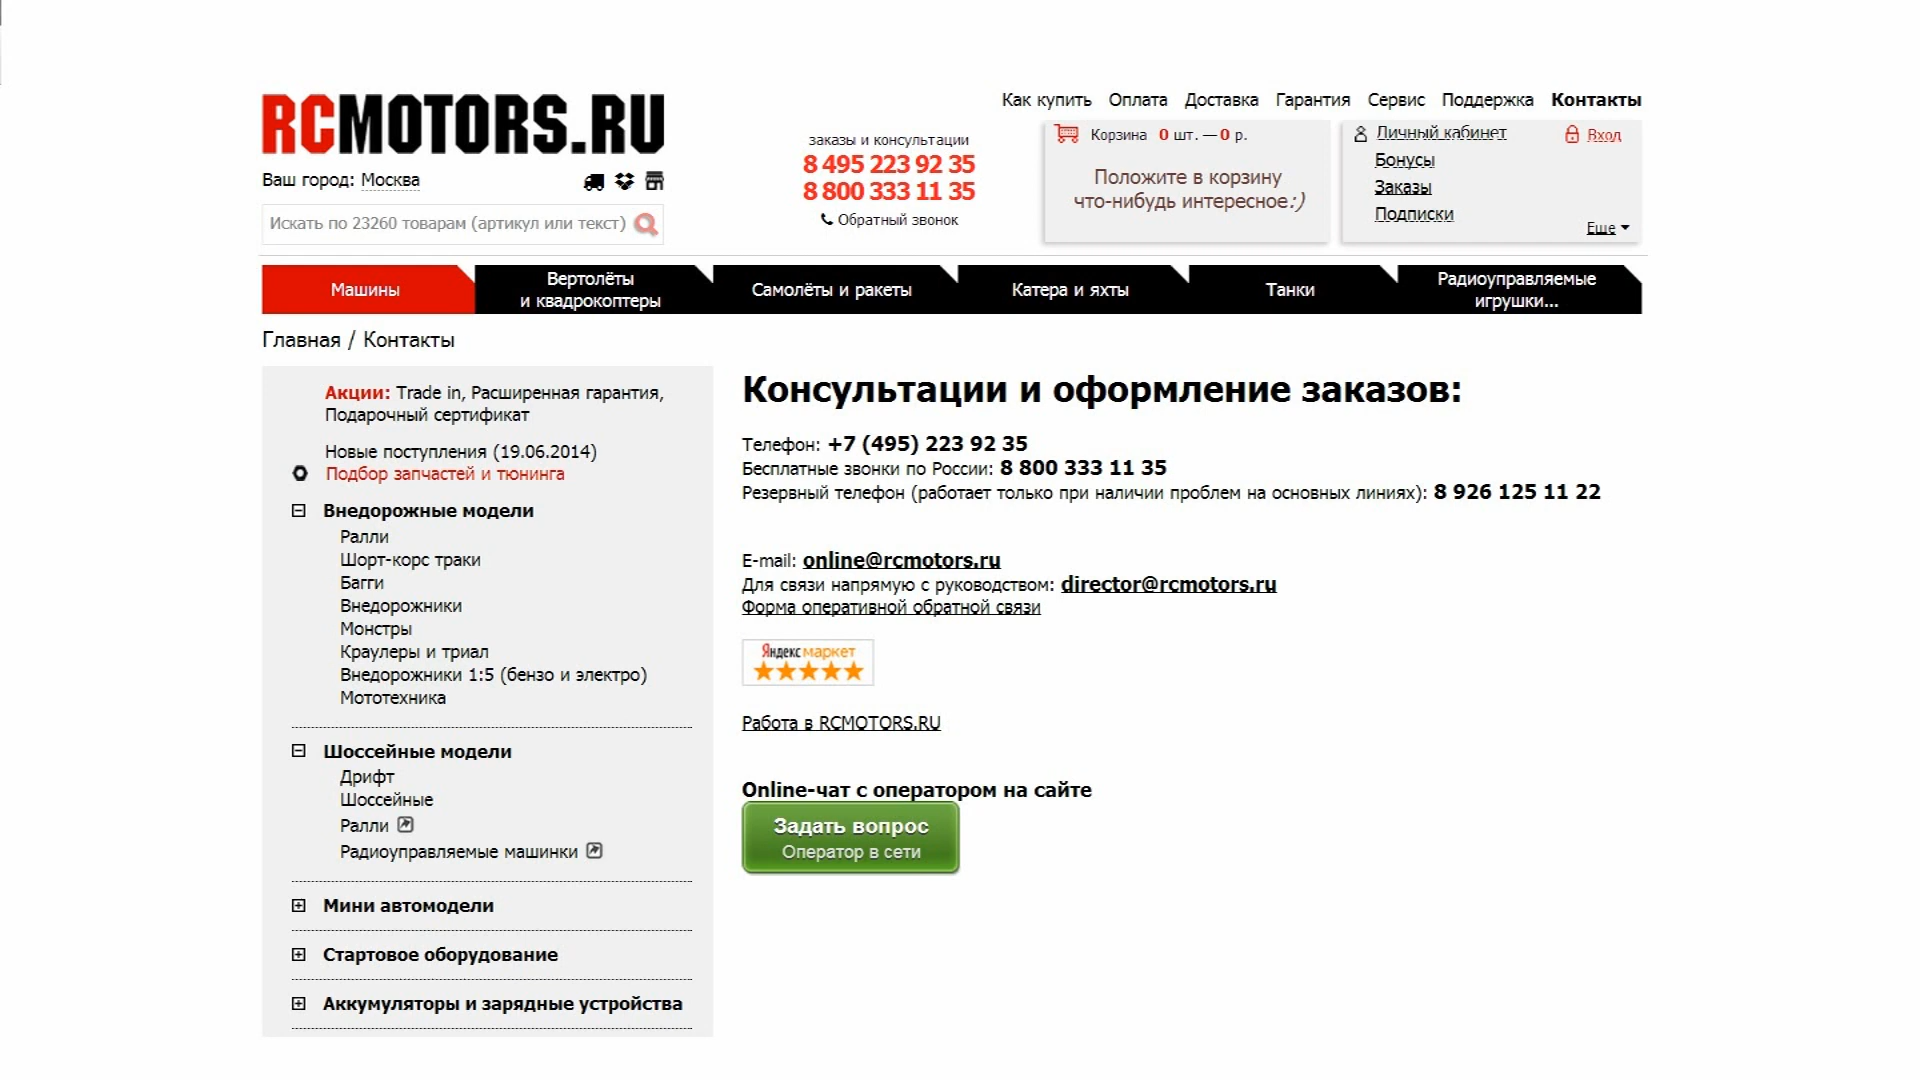 RCMOTORS.RU
Ваш город: Москва
Искать по 23260 товарам (артикул или текст)
заказы и консультации
8 495 223 92 35
8 800 333 11 35
Обратный звонок
Как купить Оплата Доставка Гарантия Сервис Поддержка Контакты
Корзина 0 шт. — 0 р.
Положите в корзину
что-нибудь интересное:)
Личный кабинет Вход
Бонусы
Заказы
Подписки
Еще
Машины
Вертолёты
и квадрокоптеры
Самолёты и ракеты
Катера и яхты
Танки
Радиоуправляемые
игрушки...
Главная / Контакты
Акции: Trade in, Расширенная гарантия,
Подарочный сертификат
Новые поступления (19.06.2014)
Подбор запчастей и тюнинга
Внедорожные модели
Ралли
Шорт-корс траки
Багги
Внедорожники
Монстры
Краулеры и триал
Внедорожники 1:5 (бензо и электро)
Мототехника
Шоссейные модели
Дрифт
Шоссейные
Ралли
Радиоуправляемые машинки
Мини автомодели
Стартовое оборудование
Аккумуляторы и зарядные устройства
Консультации и оформление заказов:
Телефон: +7 (495) 223 92 35
Бесплатные звонки по России: 8 800 333 11 35
Резервный телефон (работает только при наличии проблем на основных линиях): 8 926 125 11 22
E-mail: online@rcmotors.ru
Для связи напрямую с руководством: director@rcmotors.ru
Форма оперативной обратной связи
Яндекс маркет
Работа в RCMOTORS.RU
Online-чат с оператором на сайте
Задать вопрос
Оператор в сети